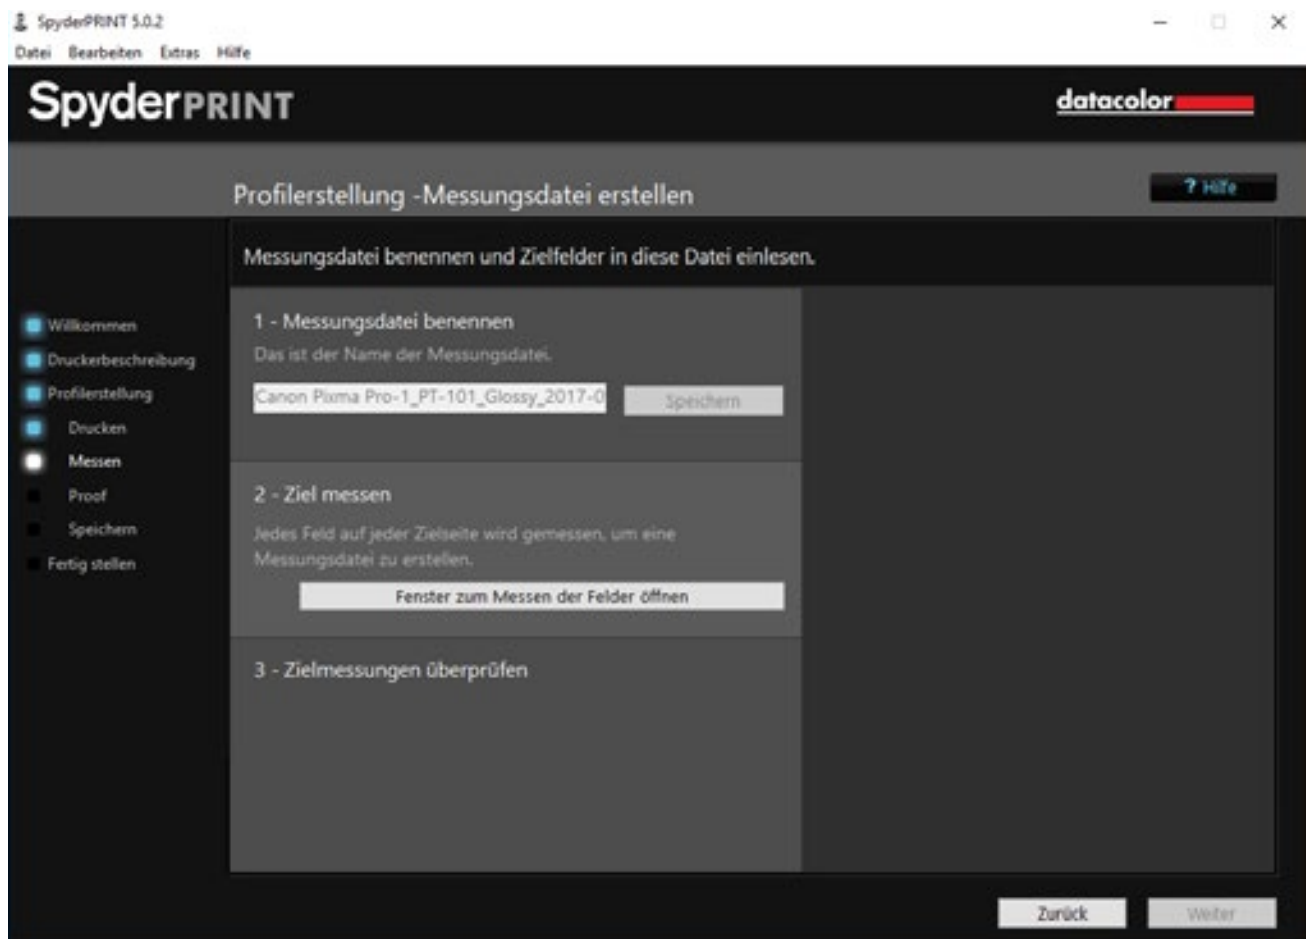 SpyderPRINT 5.0.2
Datei Bearbeiten Extras Hilfe
SpyderPRINT
datacolor
Profilerstellung -Messungsdatei erstellen
? Hilfe
Messungsdatei benennen und Zielfelder in diese Datei einlesen.
Willkommen
Druckerbeschreibung
Profilerstellung
Drucken
Messen
Proof
Speichern
Fertig stellen
1 - Messungsdatei benennen
Das ist der Name der Messungsdatei.
Canon Pixma Pro-1_PT-101_Glossy_2017-0
Speichern
2 - Ziel messen
Jedes Feld auf jeder Zielseite wird gemessen, um eine
Messungsdatei zu erstellen.
Fenster zum Messen der Felder öffnen
3 - Zielmessungen überprüfen
Zurück
Weiter